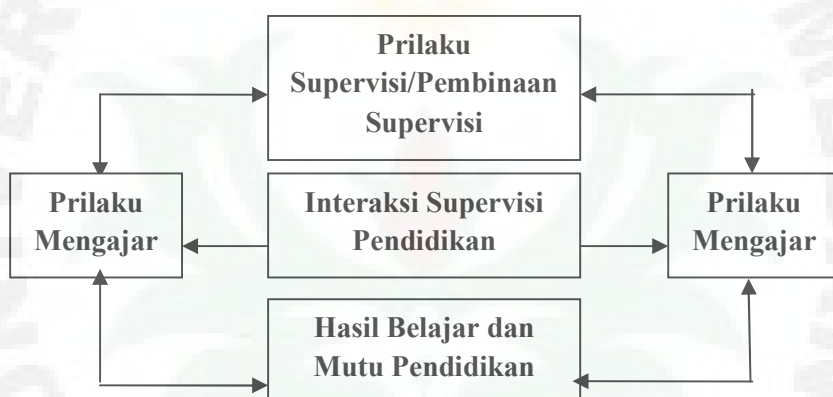 Prilaku
Supervisi/Pembinaan
Supervisi
Prilaku
Mengajar
Interaksi Supervisi
Pendidikan
Prilaku
Mengajar
Hasil Belajar dan
Mutu Pendidikan